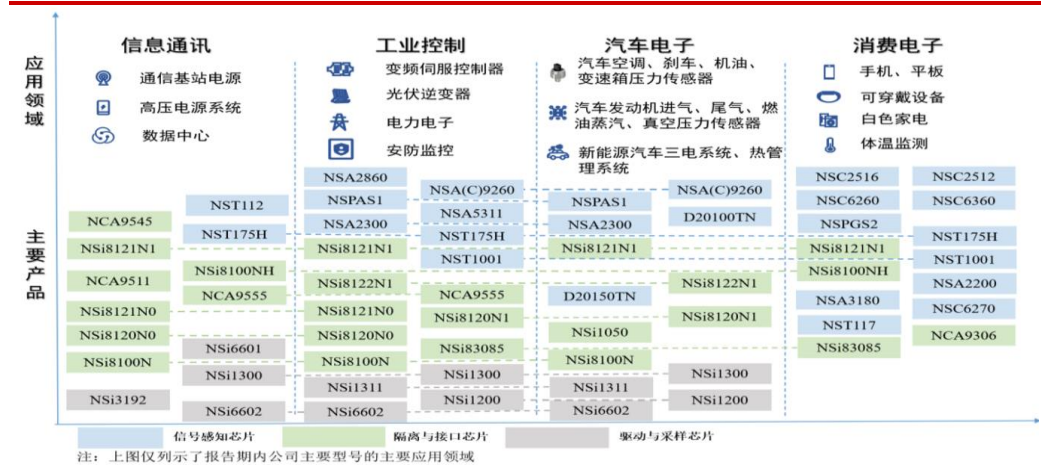 应用领域
信息通讯
通信基站电源
高压电源系统
数据中心
工业控制
变频伺服控制器
光伏逆变器
电力电子
安防监控
汽车电子
汽车空调、刹车、机油、
变速箱压力传感器
汽车发动机进气、尾气、燃
油蒸汽、真空压力传感器
新能源汽车三电系统、热管
理系统
消费电子
手机、平板
可穿戴设备
白色家电
体温监测
主要产品
NCA9545
NSi8121N1
NCA9511
NSi8121N0
NSi8120N0
NSi8100N
NSi3192
NST112
NST175H
NSi8100NH
NCA9555
NSi6601
NSi1300
NSi6602
NSA2860
NSPAS1
NSA2300
NSi8121N1
NSi8122N1
NSi8121N0
NSi8120N0
NSi8100N
NSi1311
NSi6602
NSA(C)9260
NSA5311
NST175H
NST1001
NCA9555
NSi8120N1
NSi83085
NSi1300
NSi1200
NSPAS1
NSA2300
NSi8121N1
D20150TN
NSi1050
NSi8100N
NSi1311
NSi6602
NSA(C)9260
D20100TN
NSi8122N1
NSi8120N1
NSi1300
NSi1200
NSC2516
NSC6260
NSPGS2
NSi8121N1
NSi8100NH
NSA3180
NST117
NSi83085
NSC2512
NSC6360
NST175H
NST1001
NSA2200
NSC6270
NCA9306
信号感知芯片
隔离与接口芯片
驱动与采样芯片
注：上图仅列示了报告期内公司主要型号的主要应用领域